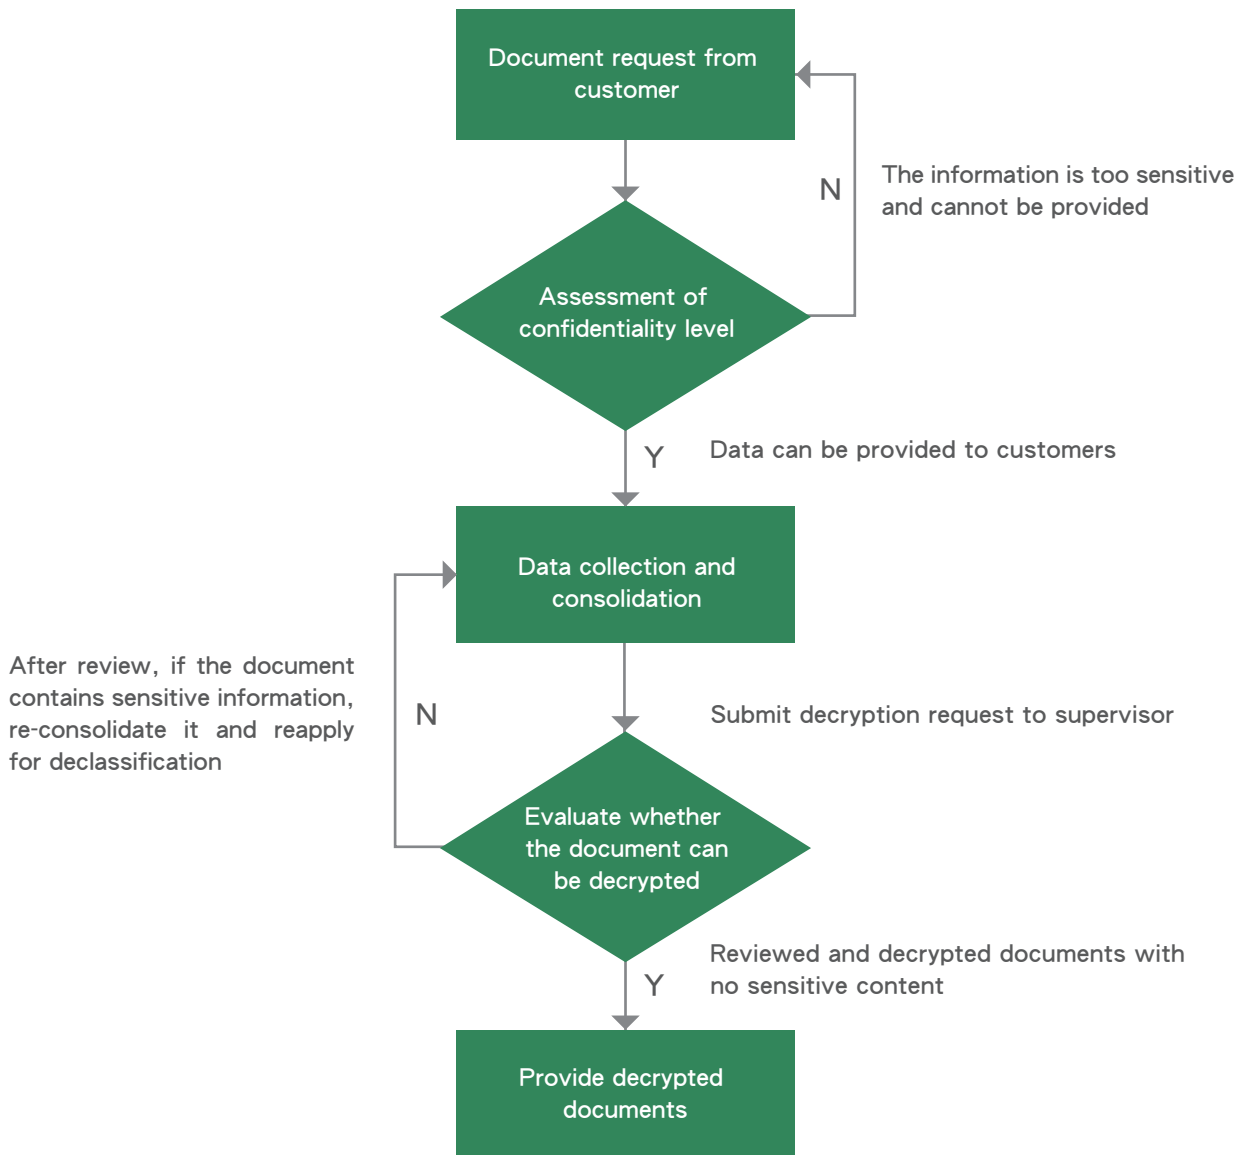 Document request from
customer
N
The information is too sensitive
and cannot be provided
Assessment of
confidentiality level
Y
Data can be provided to customers
Data collection and
consolidation
After review, if the document
contains sensitive information,
re-consolidate it and reapply
for declassification
N
Submit decryption request to supervisor
Evaluate whether
the document can
be decrypted
Y
Reviewed and decrypted documents with
no sensitive content
Provide decrypted
documents